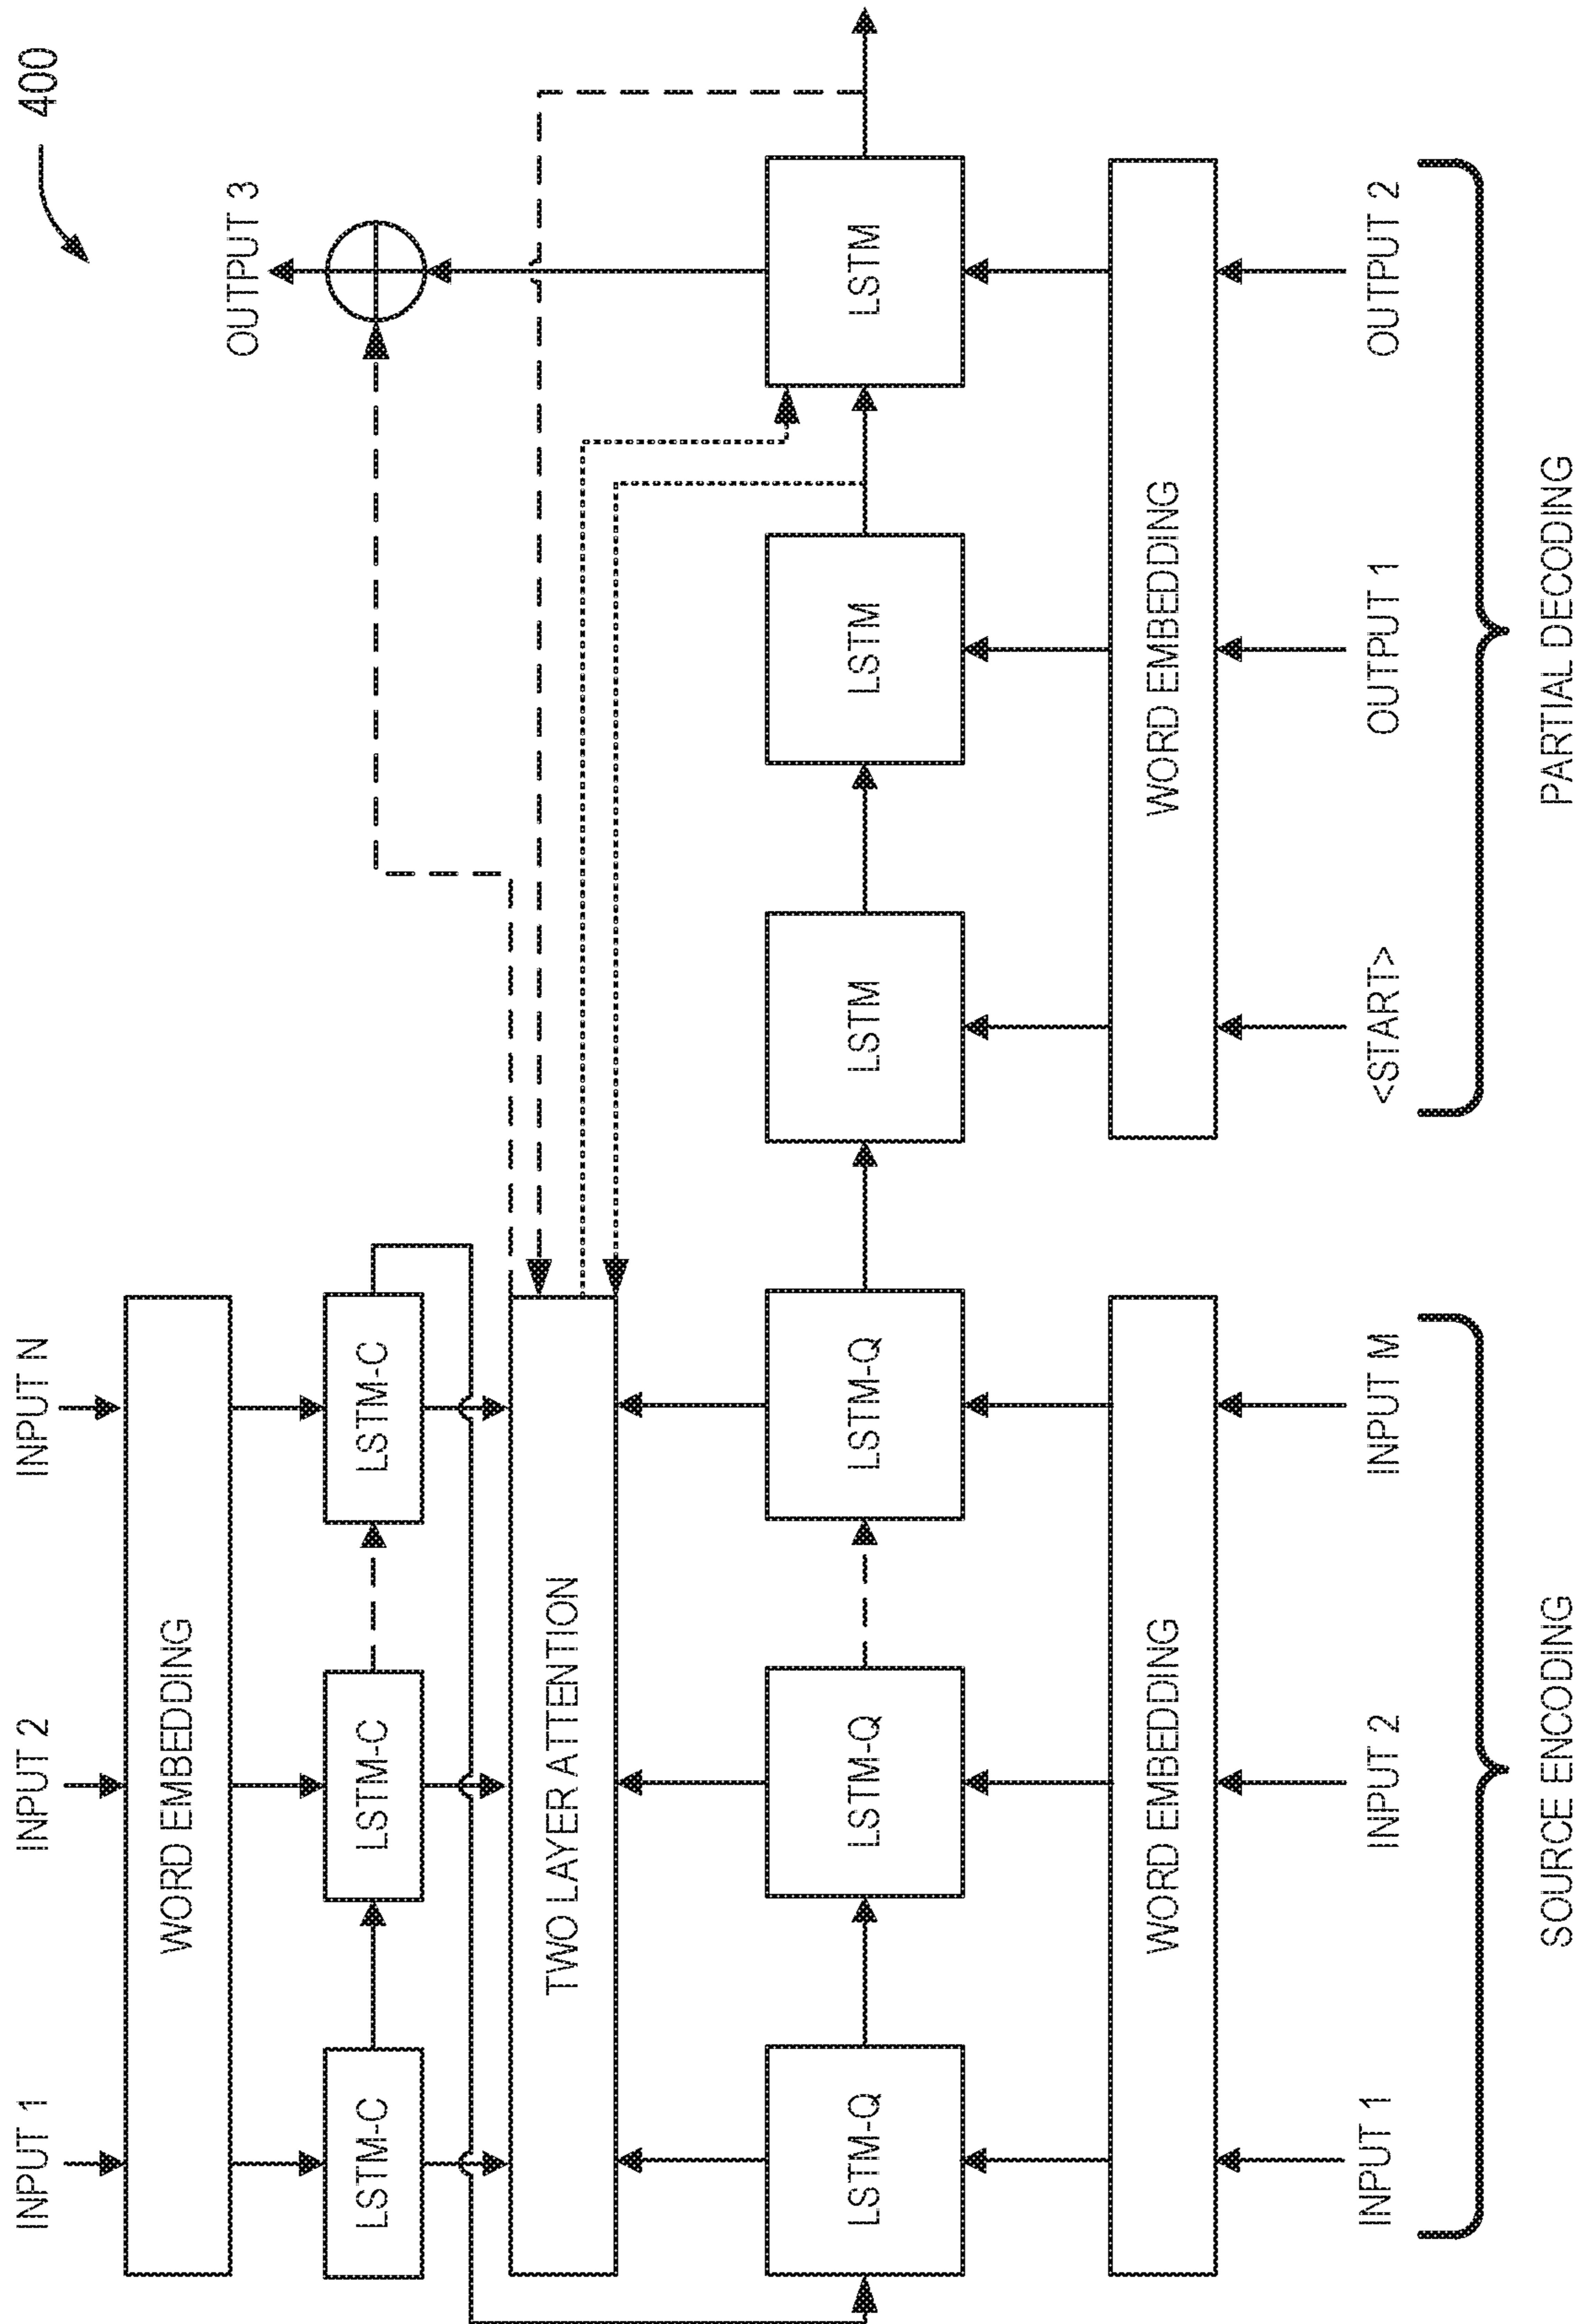 400
INPUT 1
INPUT 2
INPUT N
WORD EMBEDDING
LSTM-C
LSTM-C
LSTM-C
OUTPUT 3
TWO LAYER ATTENTION
LSTM-Q
LSTM-Q
LSTM-Q
LSTM
LSTM
LSTM
WORD EMBEDDING
WORD EMBEDDING
INPUT 1
INPUT 2
INPUT M
<START>
OUTPUT 1
OUTPUT 2
SOURCE ENCODING
PARTIAL DECODING